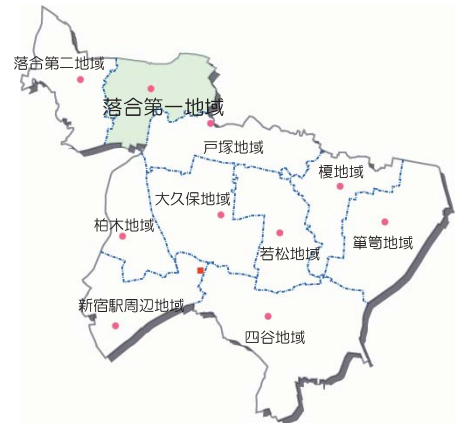 落合第二地域
落合第一地域
戸塚地域
榎地域
大久保地域
柏木地域
若松地域
箪笥地域
新宿駅周辺地域
四谷地域